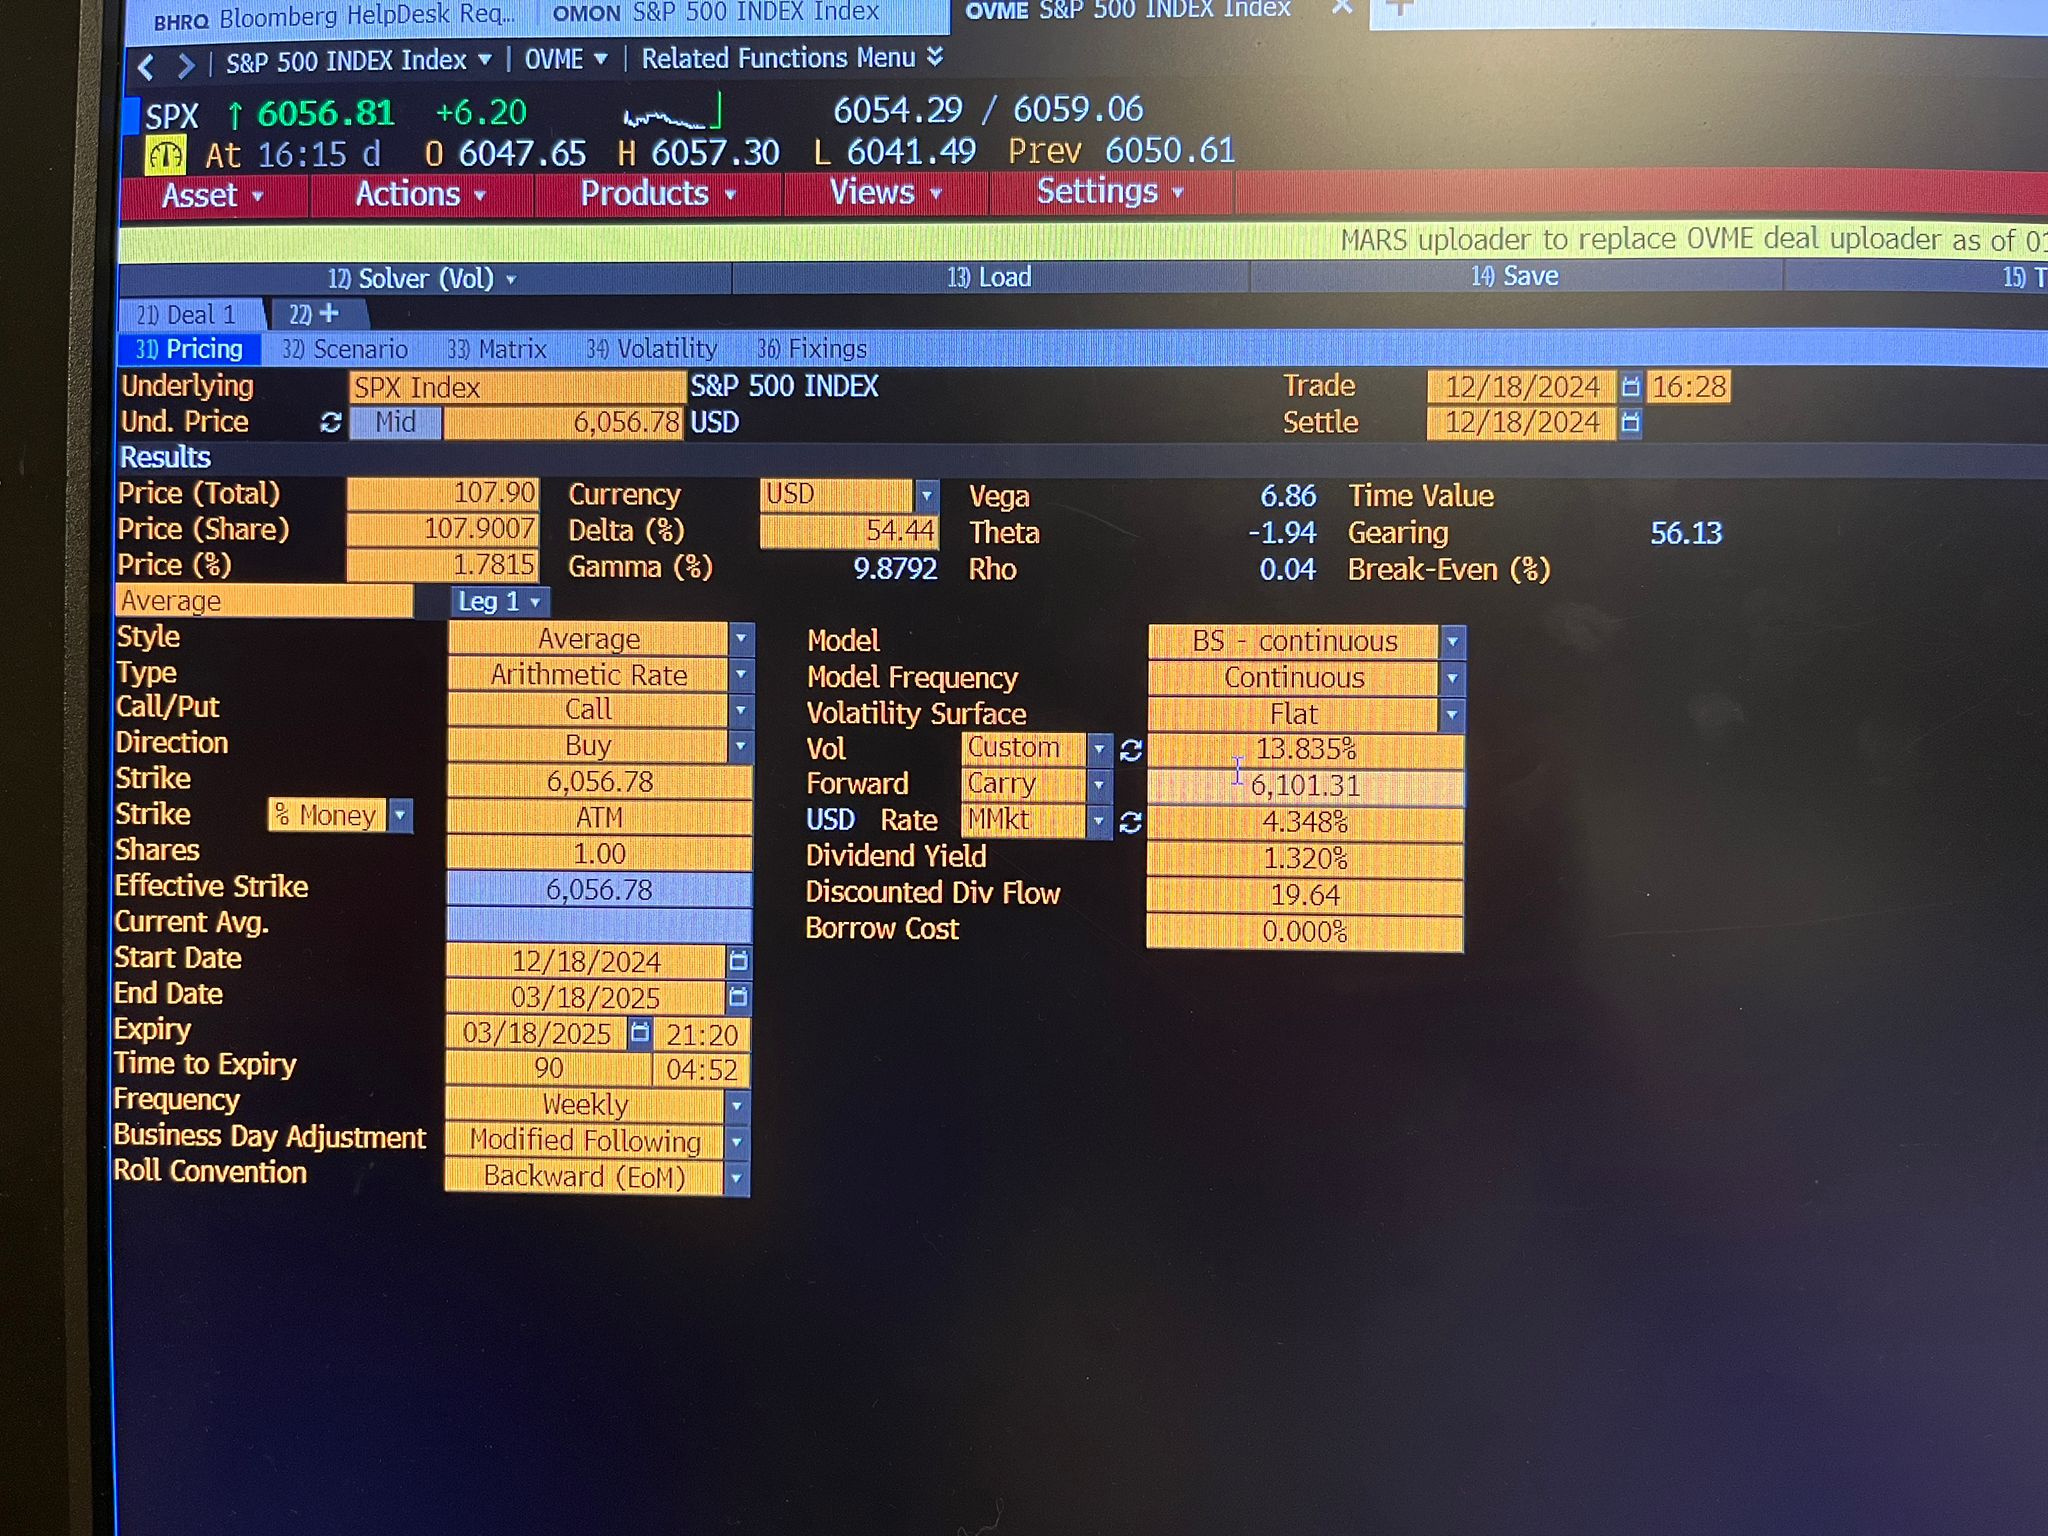 BHRQ Bloomberg HelpDesk Req... OMON S&P 500 INDEX Index OVME S&P 500 INDEX Index × +
< > | S&P 500 INDEX Index ▾ | OVME ▾ | Related Functions Menu
SPX ↑ 6056.81 +6.20 6054.29 / 6059.06
At 16:15 d O 6047.65 H 6057.30 L 6041.49 Prev 6050.61
Asset ▾ Actions ▾ Products ▾ Views ▾ Settings ▾
MARS uploader to replace OVME deal uploader as of 01
12) Solver (Vol) ▾ 13) Load 14) Save 15) T
21) Deal 1 22) +
31) Pricing 32) Scenario 33) Matrix 34) Volatility 36) Fixings
Underlying SPX Index S&P 500 INDEX Trade 12/18/2024 16:28
Und. Price Mid 6,056.78 USD Settle 12/18/2024
Results
Price (Total) 107.90 Currency USD Vega 6.86 Time Value
Price (Share) 107.9007 Delta (%) 54.44 Theta -1.94 Gearing 56.13
Price (%) 1.7815 Gamma (%) 9.8792 Rho 0.04 Break-Even (%)
Average Leg 1 ▾
Style Average Model BS - continuous
Type Arithmetic Rate Model Frequency Continuous
Call/Put Call Volatility Surface Flat
Direction Buy Vol Custom 13.835%
Strike 6,056.78 Forward Carry 6,101.31
Strike % Money ATM USD Rate MMkt 4.348%
Shares 1.00 Dividend Yield 1.320%
Effective Strike 6,056.78 Discounted Div Flow 19.64
Current Avg. Borrow Cost 0.000%
Start Date 12/18/2024
End Date 03/18/2025
Expiry 03/18/2025 21:20
Time to Expiry 90 04:52
Frequency Weekly
Business Day Adjustment Modified Following
Roll Convention Backward (EoM)